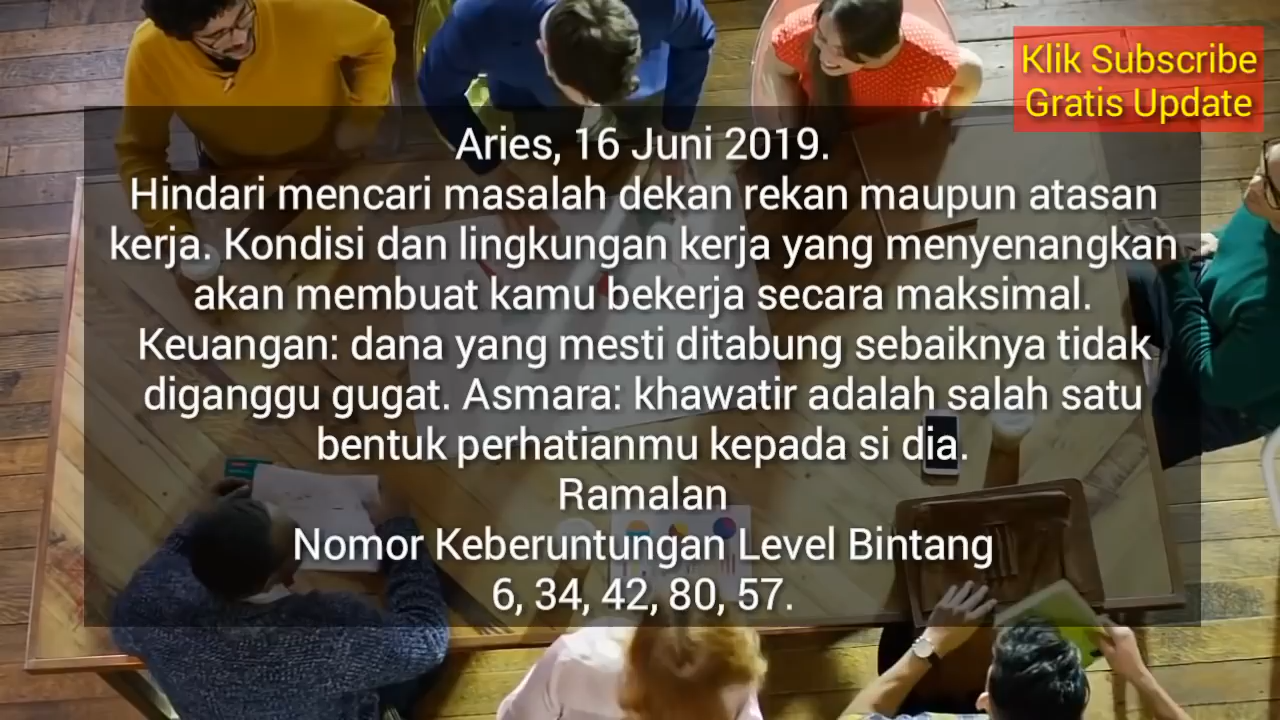 Klik Subscribe
Gratis Update
Aries, 16 Juni 2019.
Hindari mencari masalah dekan rekan maupun atasan
kerja. Kondisi dan lingkungan kerja yang menyenangkan
akan membuat kamu bekerja secara maksimal.
Keuangan: dana yang mesti ditabung sebaiknya tidak
diganggu gugat. Asmara: khawatir adalah salah satu
bentuk perhatianmu kepada si dia.
Ramalan
Nomor Keberuntungan Level Bintang
6, 34, 42, 80, 57.